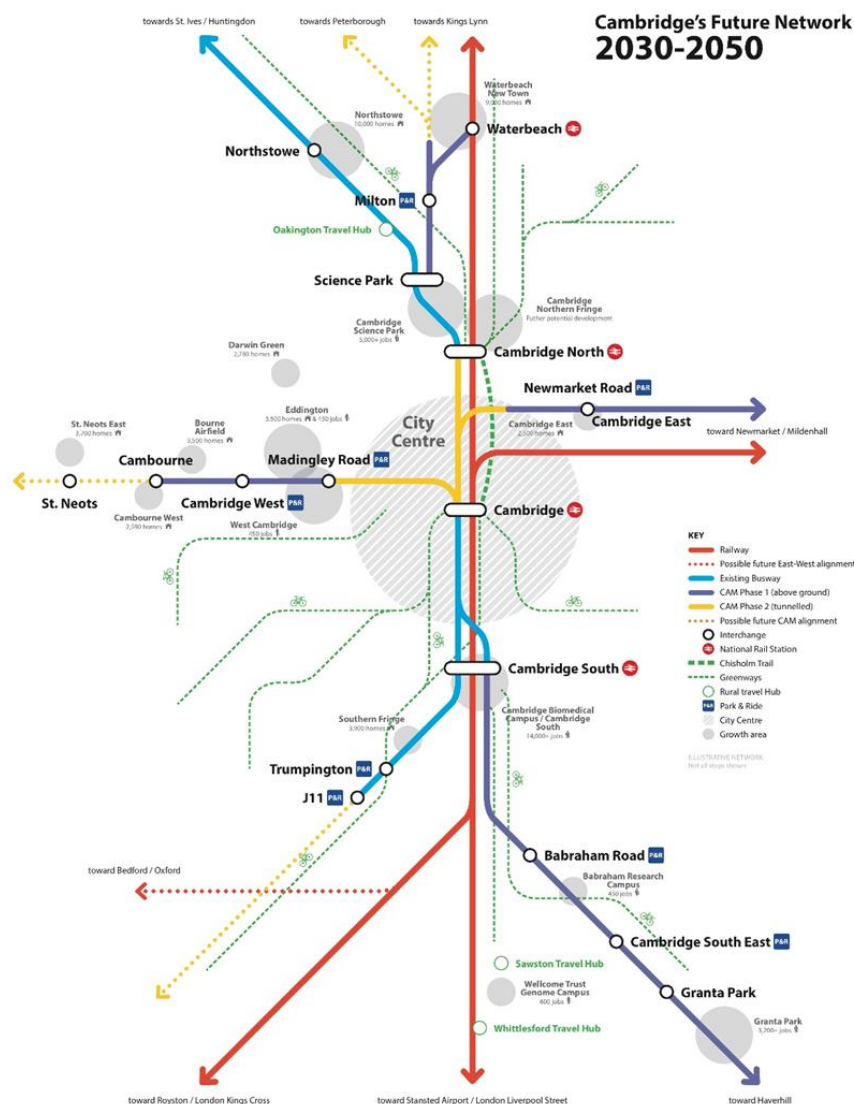 Cambridge's Future Network
2030-2050
towards St. Ives / Huntingdon
towards Peterborough
towards Kings Lynn
Waterbeach
New Town
9,000 homes
Northstowe
10,000 homes
Waterbeach
Northstowe
Milton P&R
Oakington Travel Hub
Science Park
Cambridge
Northern Fringe
Futher potential development
Cambridge
Science Park
5,000+ jobs
Cambridge North
Darwin Green
2,780 homes
Newmarket Road P&R
Eddington
3,500 homes & 150 jobs
City
Centre
Cambridge East
2,500 homes
Cambridge East
toward Newmarket / Mildenhall
St. Neots East
3,700 homes
Bourne
Airfield
3,500 homes
Cambourne
Madingley Road P&R
St. Neots
Cambridge West P&R
Cambridge
Cambourne West
homes
West Cambridge
450 jobs
KEY
Railway
Possible future East-West alignment
Existing Busway
CAM Phase 1 (above ground)
CAM Phase 2 (tunnelled)
Possible future CAM alignment
Interchange
National Rail Station
Chisholm Trail
Greenways
Rural travel Hub
P&R Park & Ride
City Centre
Growth area
ILLUSTRATIVE NETWORK
Not all stops shown
Cambridge South
Cambridge Biomedical
Campus / Cambridge
South
14,000+ jobs
Southern Fringe
3,900 homes
Trumpington P&R
J11 P&R
Babraham Road P&R
toward Bedford / Oxford
Babraham Research
Campus
450 jobs
Cambridge South East P&R
Sawston Travel Hub
Wellcome Trust
Genome Campus
400 jobs
Granta Park
Whittlesford Travel Hub
Granta Park
3,200+ jobs
toward Royston / London Kings Cross
toward Stansted Airport / London Liverpool Street
toward Haverhill